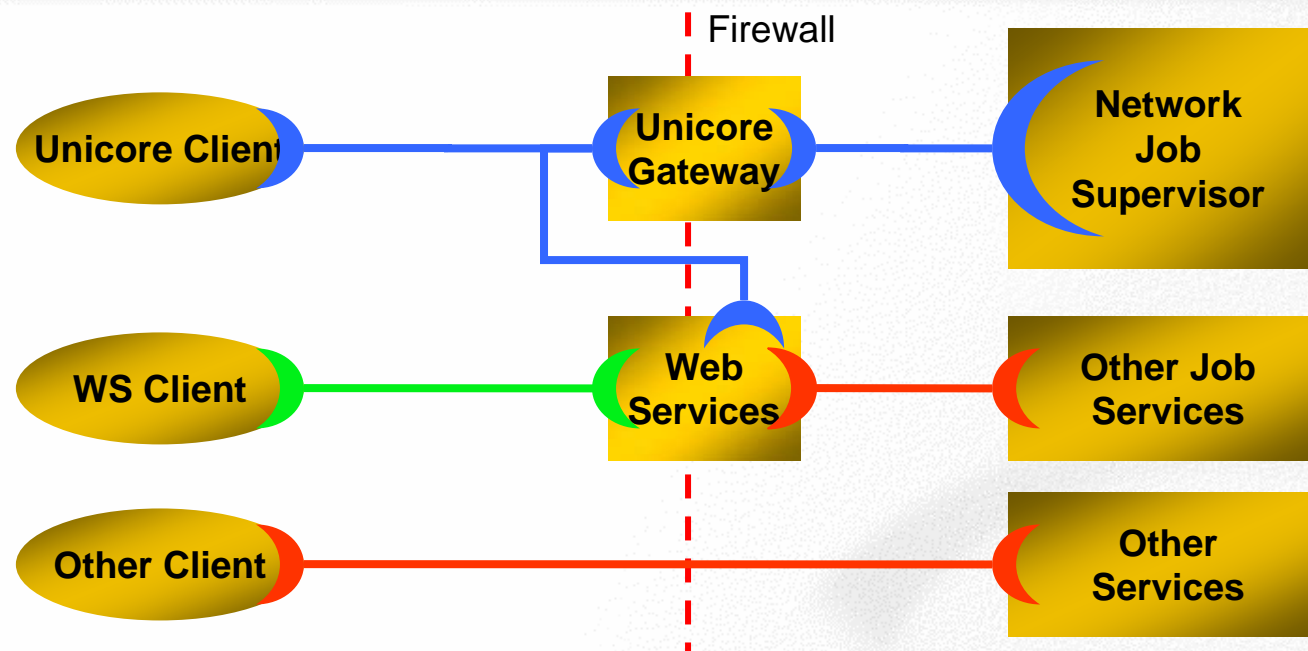 Firewall
Unicore Client
Unicore
Gateway
Network
Job
Supervisor
WS Client
Web
Services
Other Job
Services
Other Client
Other
Services